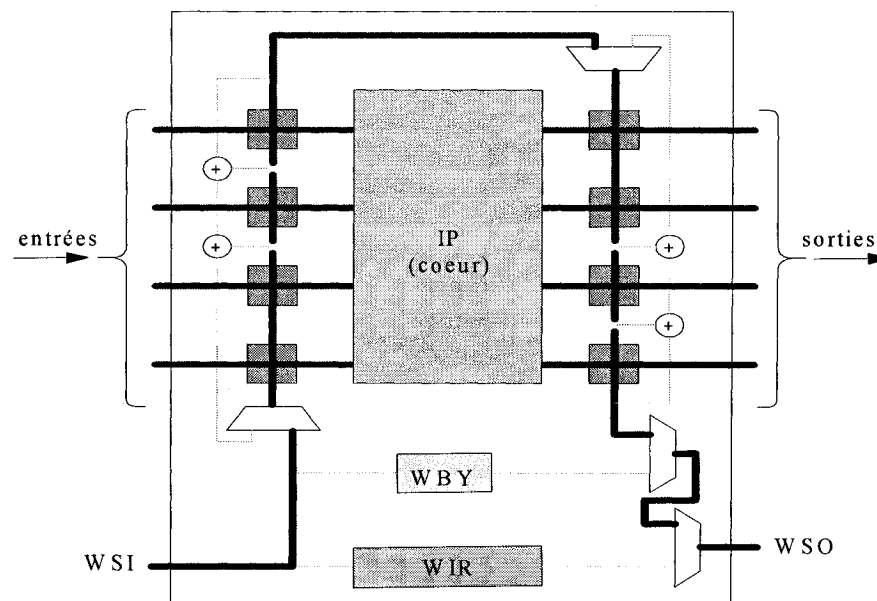 entrées
+
+
IP
(coeur)
+
+
sorties
WBY
WSI
WIR
WSO